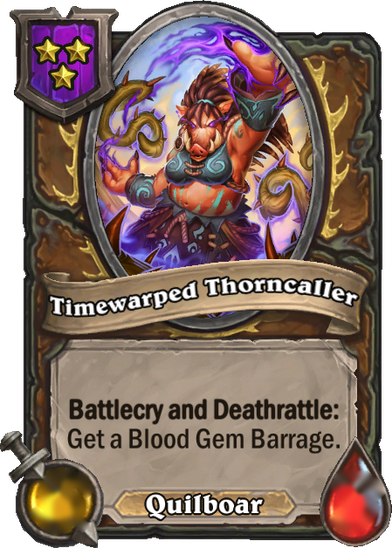 Timewarped Thorncaller
Battlecry and Deathrattle:
Get a Blood Gem Barrage.
Quilboar